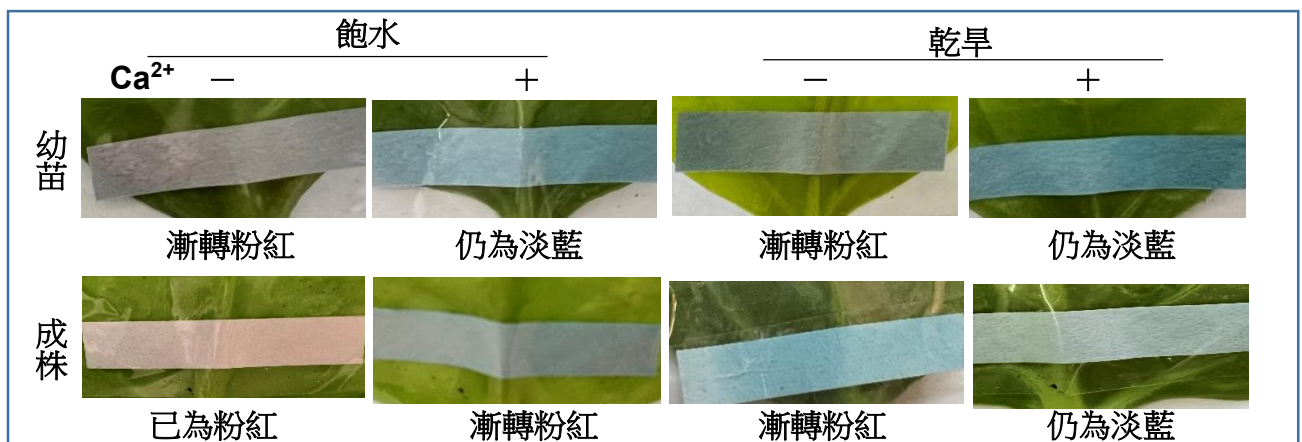 飽水 乾旱
Ca²⁺ － ＋ － ＋
幼苗
漸轉粉紅 仍為淡藍 漸轉粉紅 仍為淡藍
成株
已為粉紅 漸轉粉紅 漸轉粉紅 仍為淡藍